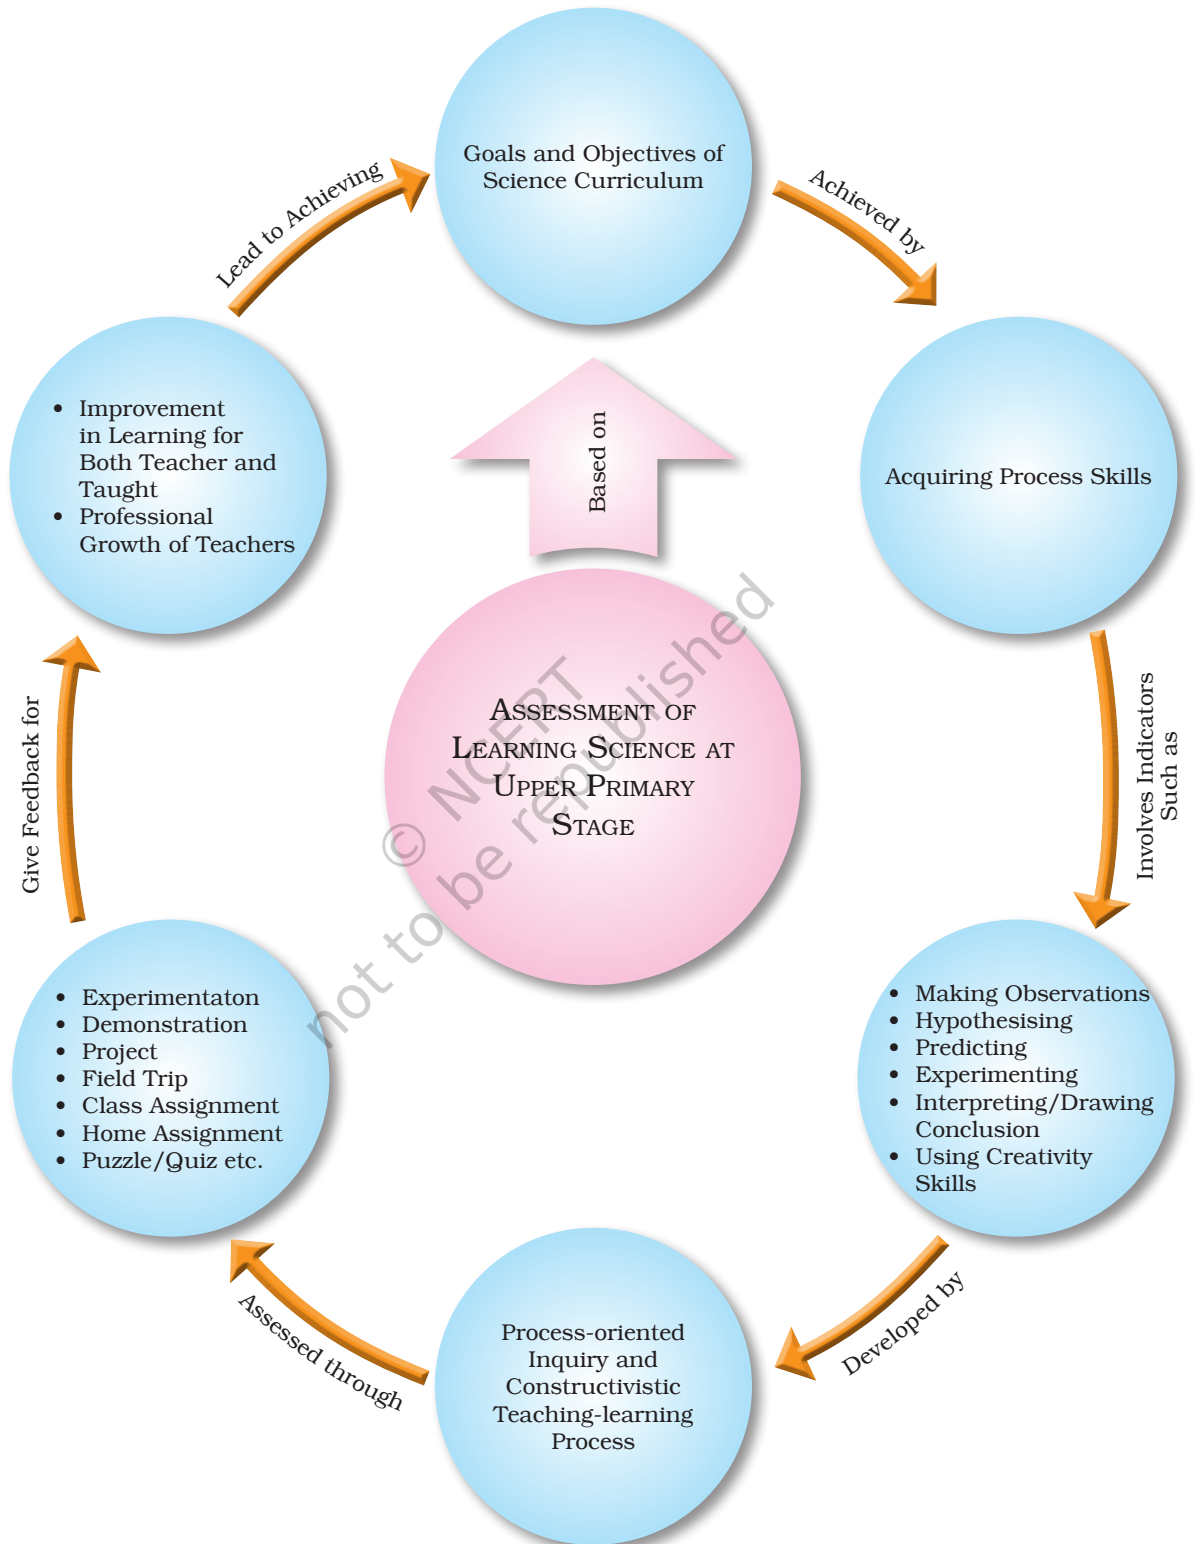 Goals and Objectives of
Science Curriculum
Achieved by
Acquiring Process Skills
Involves Indicators
Such as
• Making Observations
• Hypothesising
• Predicting
• Experimenting
• Interpreting/Drawing
Conclusion
• Using Creativity
Skills
Developed by
Process-oriented
Inquiry and
Constructivistic
Teaching-learning
Process
Assessed through
• Experimentaton
• Demonstration
• Project
• Field Trip
• Class Assignment
• Home Assignment
• Puzzle/Quiz etc.
Give Feedback for
• Improvement
in Learning for
Both Teacher and
Taught
• Professional
Growth of Teachers
Lead to Achieving
Based on
ASSESSMENT OF
LEARNING SCIENCE AT
UPPER PRIMARY
STAGE
© NCERT
not to be republished